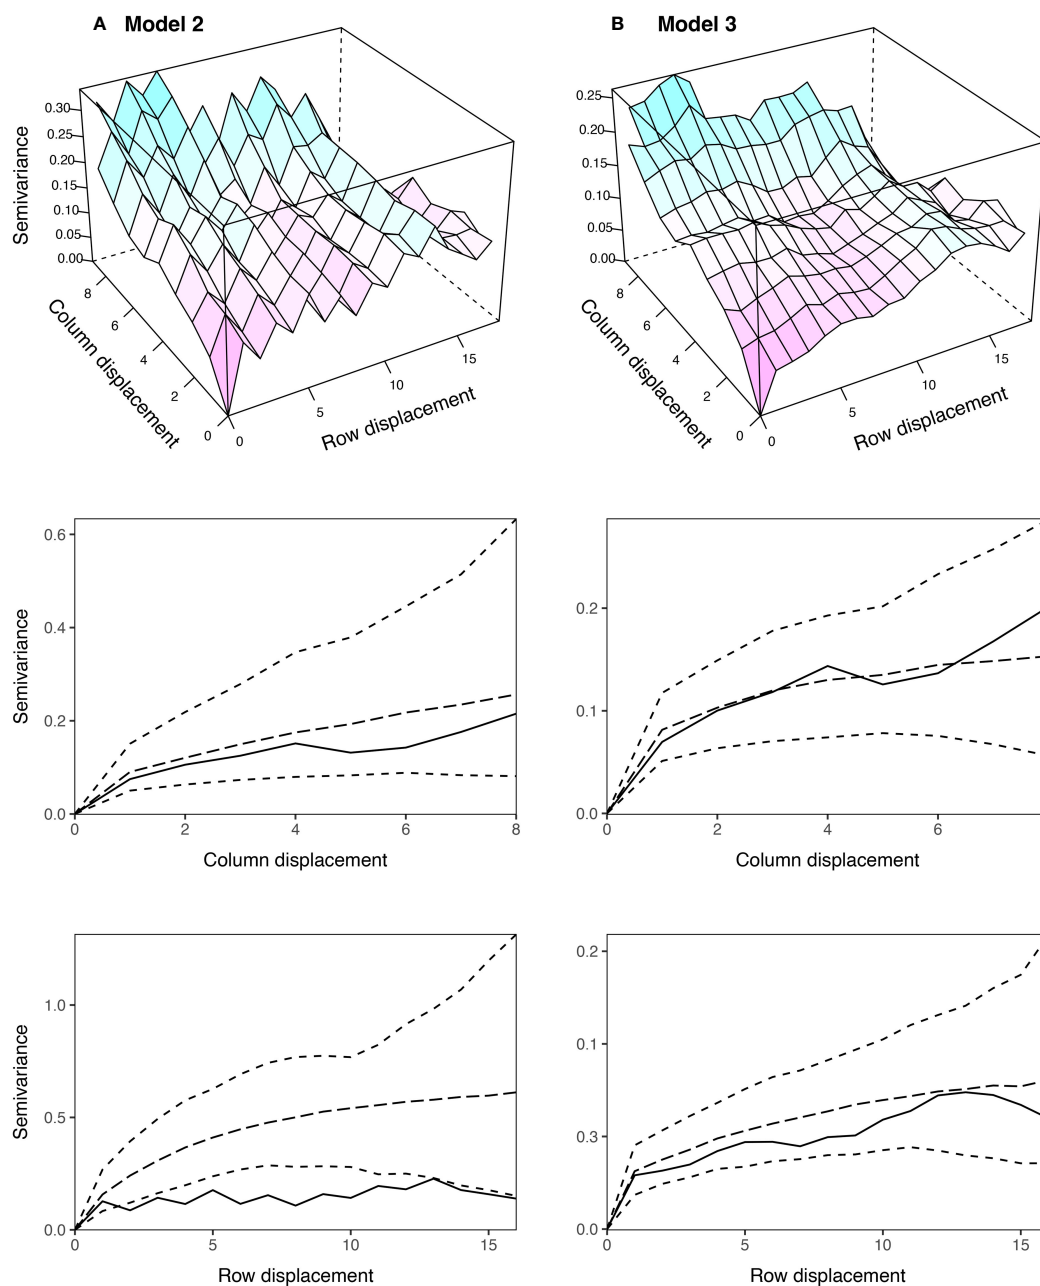 A Model 2
B Model 3
Semivariance
0.30
0.25
0.20
0.15
0.10
0.05
0.00
8
6
4
2
0
Column displacement
0
5
10
15
Row displacement
0.25
0.20
0.15
0.10
0.05
0.00
8
6
4
2
0
Column displacement
0
5
10
15
Row displacement
Semivariance
0.6
0.4
0.2
0.0
0 2 4 6 8
Column displacement
0.2
0.1
0.0
0 2 4 6
Column displacement
Semivariance
1.0
0.5
0.0
0 5 10 15
Row displacement
0.2
0.1
0.3
0.0
0 5 10 15
Row displacement